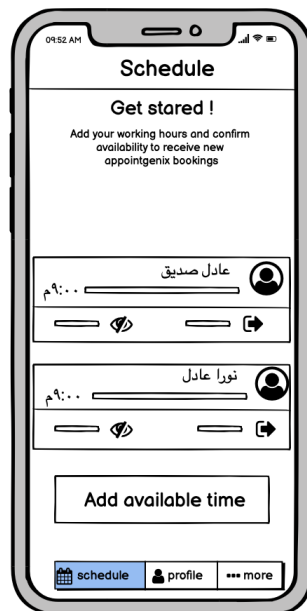 09:52 AM
Schedule
Get stared !
Add your working hours and confirm
availability to receive new
appointgenix bookings
عادل صديق
٩:٠٠م
نورا عادل
٩:٠٠م
Add available time
schedule
profile
more